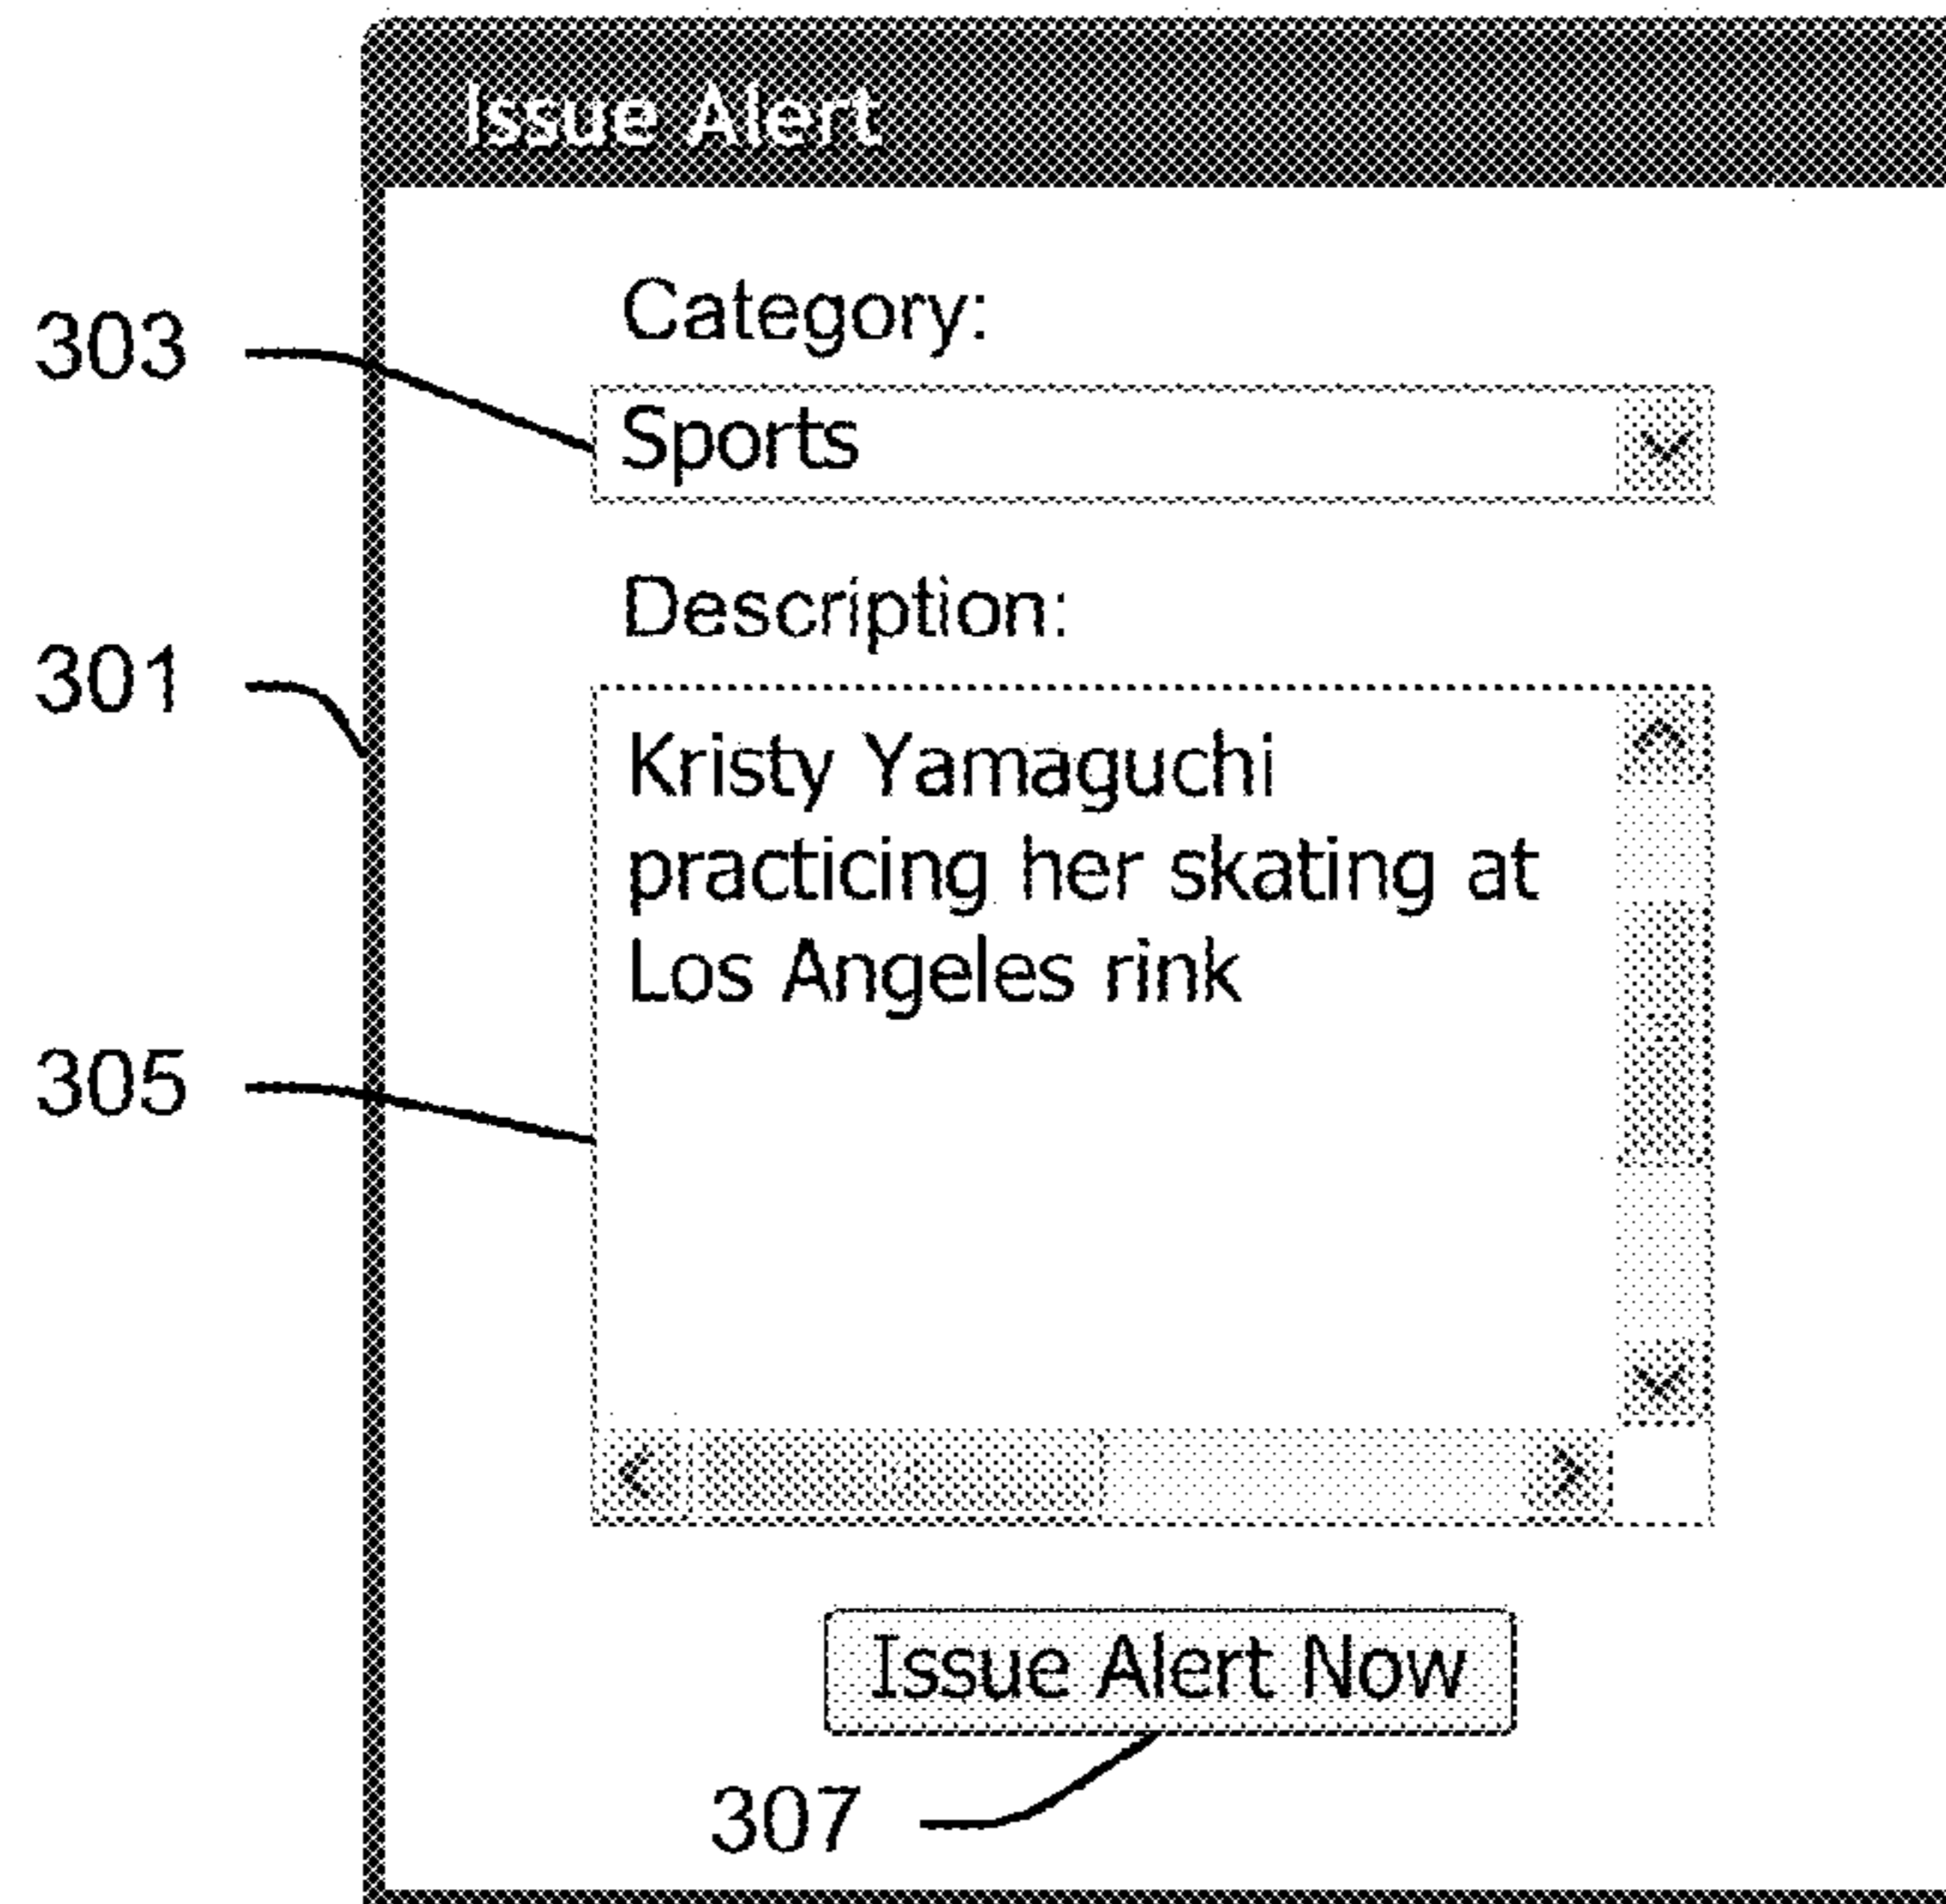 Issue Alert
303
Category:
Sports
Description:
301
Kristy Yamaguchi
practicing her skating at
Los Angeles rink
305
Issue Alert Now
307